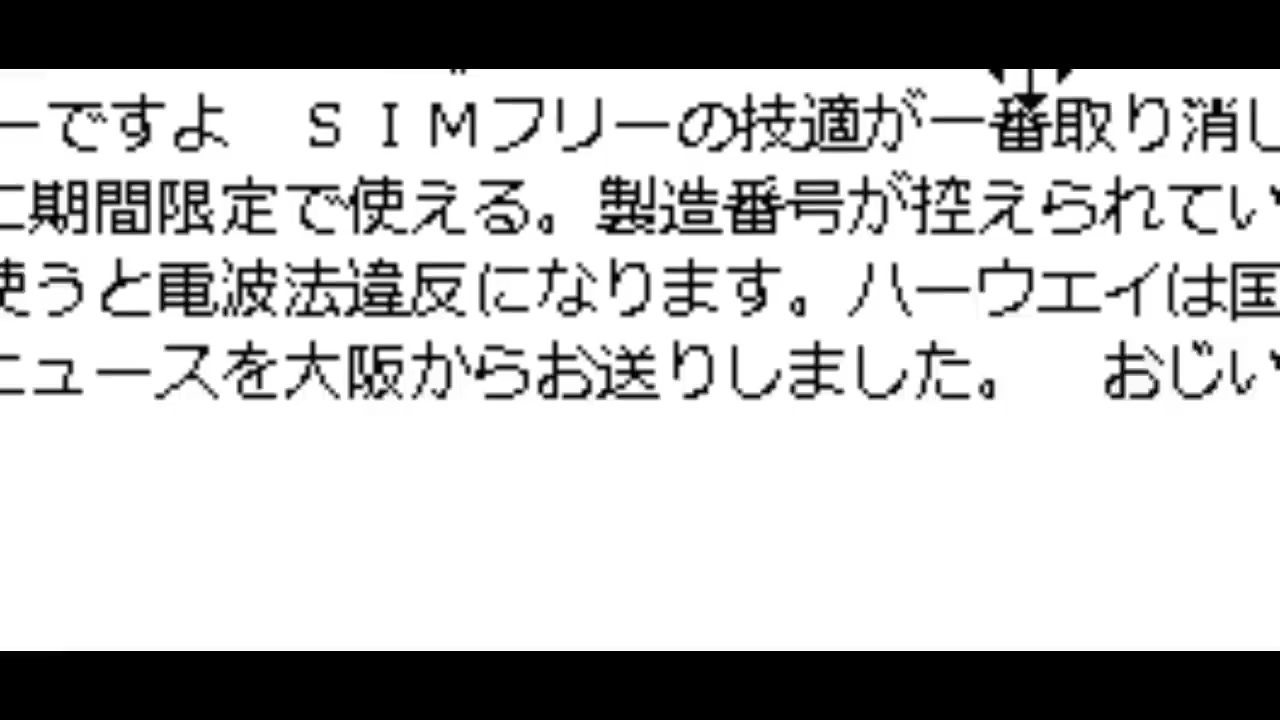 ーですよ　ＳＩＭフリーの技適が一番取り消し
に期間限定で使える。製造番号が控えられてい
使うと電波法違反になります。ハーウエイは国
ニュースを大阪からお送りしました。　おじい